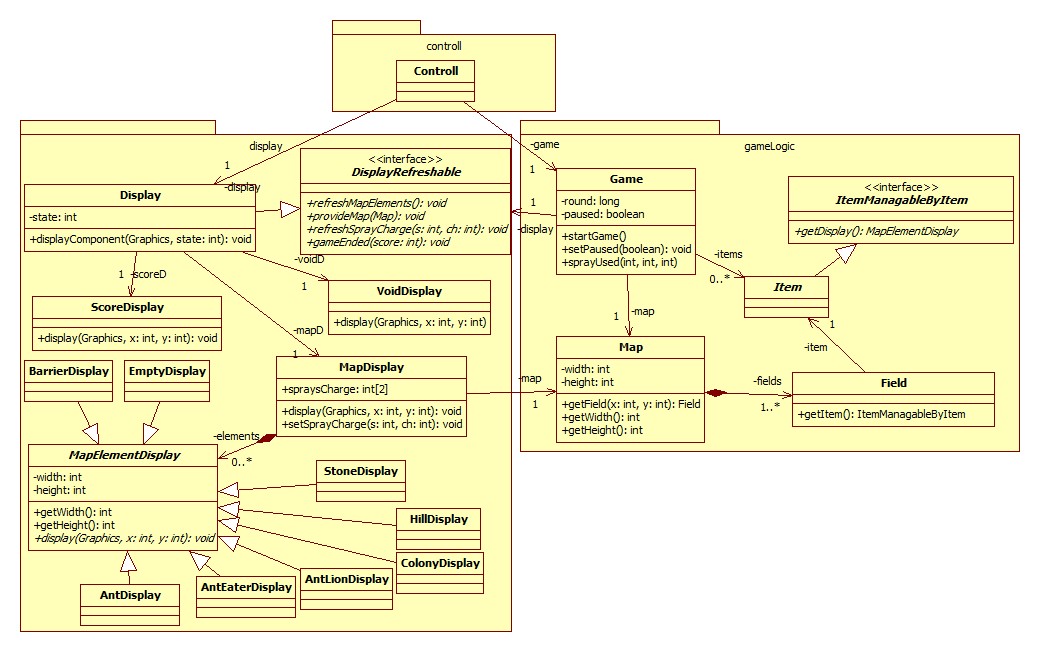 controll
Controll
display
1
-game
1
gameLogic
<<interface>>
DisplayRefreshable
+refreshMapElements(): void
+provideMap(Map): void
+refreshSprayCharge(s: int, ch: int): void
+gameEnded(score: int): void
-display
Display
-state: int
+displayComponent(Graphics, state: int): void
1
-display
Game
-round: long
-paused: boolean
+startGame()
+setPaused(boolean): void
+sprayUsed(int, int, int)
<<interface>>
ItemManagableByItem
+getDisplay(): MapElementDisplay
-items
0..*
Item
1 -scoreD
-voidD
1
ScoreDisplay
+display(Graphics, x: int, y: int): void
VoidDisplay
+display(Graphics, x: int, y: int)
-mapD
1
-map
1
1
-item
BarrierDisplay
EmptyDisplay
MapDisplay
+spraysCharge: int[2]
+display(Graphics, x: int, y: int): void
+setSprayCharge(s: int, ch: int): void
-map
1
Map
-width: int
-height: int
+getField(x: int, y: int): Field
+getWidth(): int
+getHeight(): int
-fields
1..*
Field
+getItem(): ItemManagableByItem
-elements
0..*
MapElementDisplay
-width: int
-height: int
+getWidth(): int
+getHeight(): int
+display(Graphics, x: int, y: int): void
StoneDisplay
HillDisplay
ColonyDisplay
AntLionDisplay
AntEaterDisplay
AntDisplay